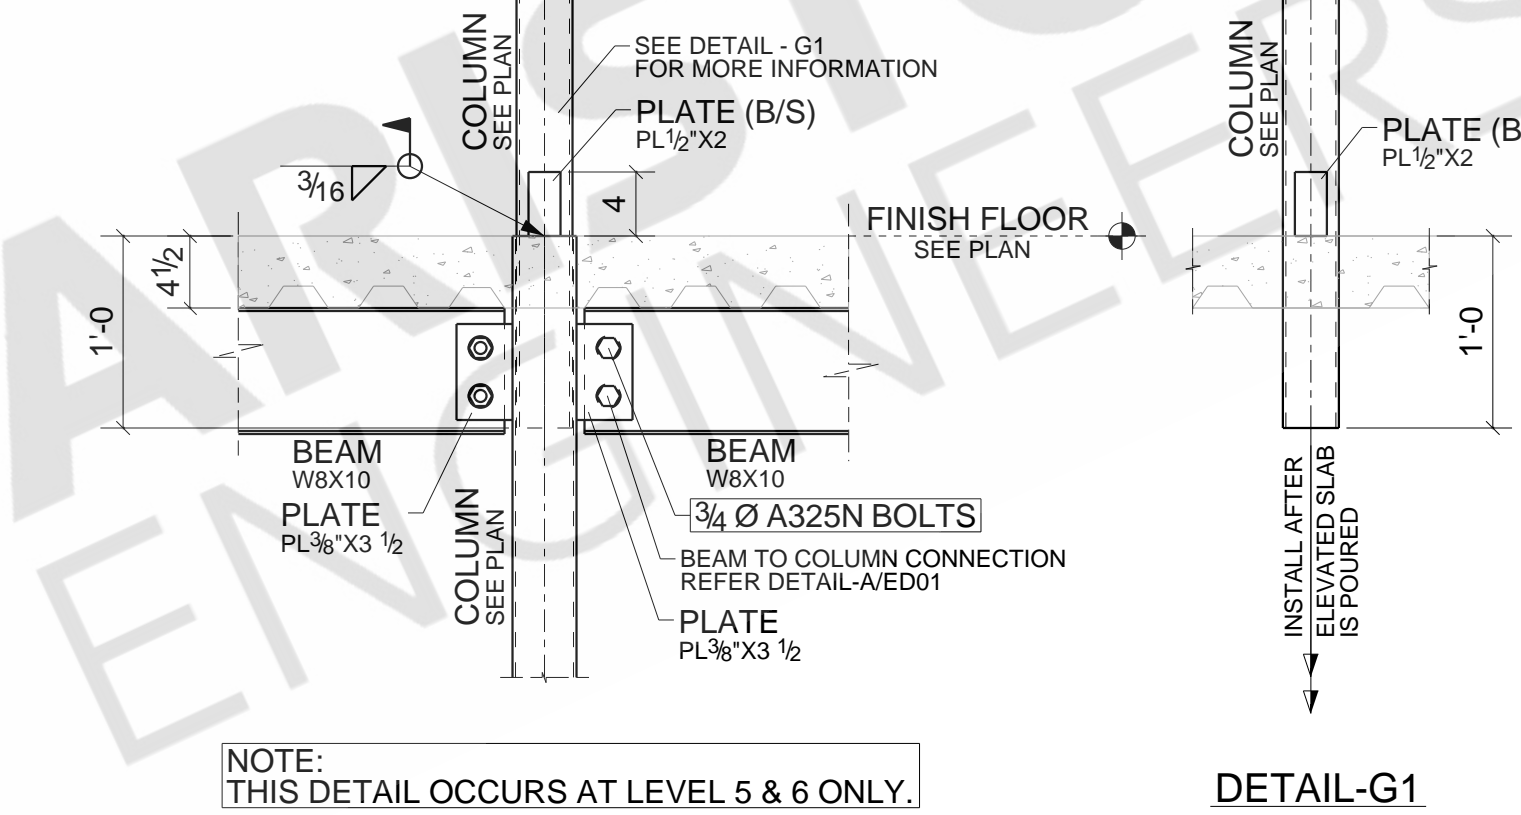 COLUMN
SEE PLAN
SEE DETAIL - G1
FOR MORE INFORMATION
PLATE (B/S)
PL1/2"X2
3/16
4
FINISH FLOOR
SEE PLAN
4 1/2
1'-0
BEAM
W8X10
PLATE
PL3/8"X3 1/2
COLUMN
SEE PLAN
BEAM
W8X10
3/4 Ø A325N BOLTS
BEAM TO COLUMN CONNECTION
REFER DETAIL-A/ED01
PLATE
PL3/8"X3 1/2
NOTE:
THIS DETAIL OCCURS AT LEVEL 5 & 6 ONLY.
COLUMN
SEE PLAN
PLATE (B
PL1/2"X2
1'-0
INSTALL AFTER
ELEVATED SLAB
IS POURED
DETAIL-G1
ARISTO
ENGINEERS